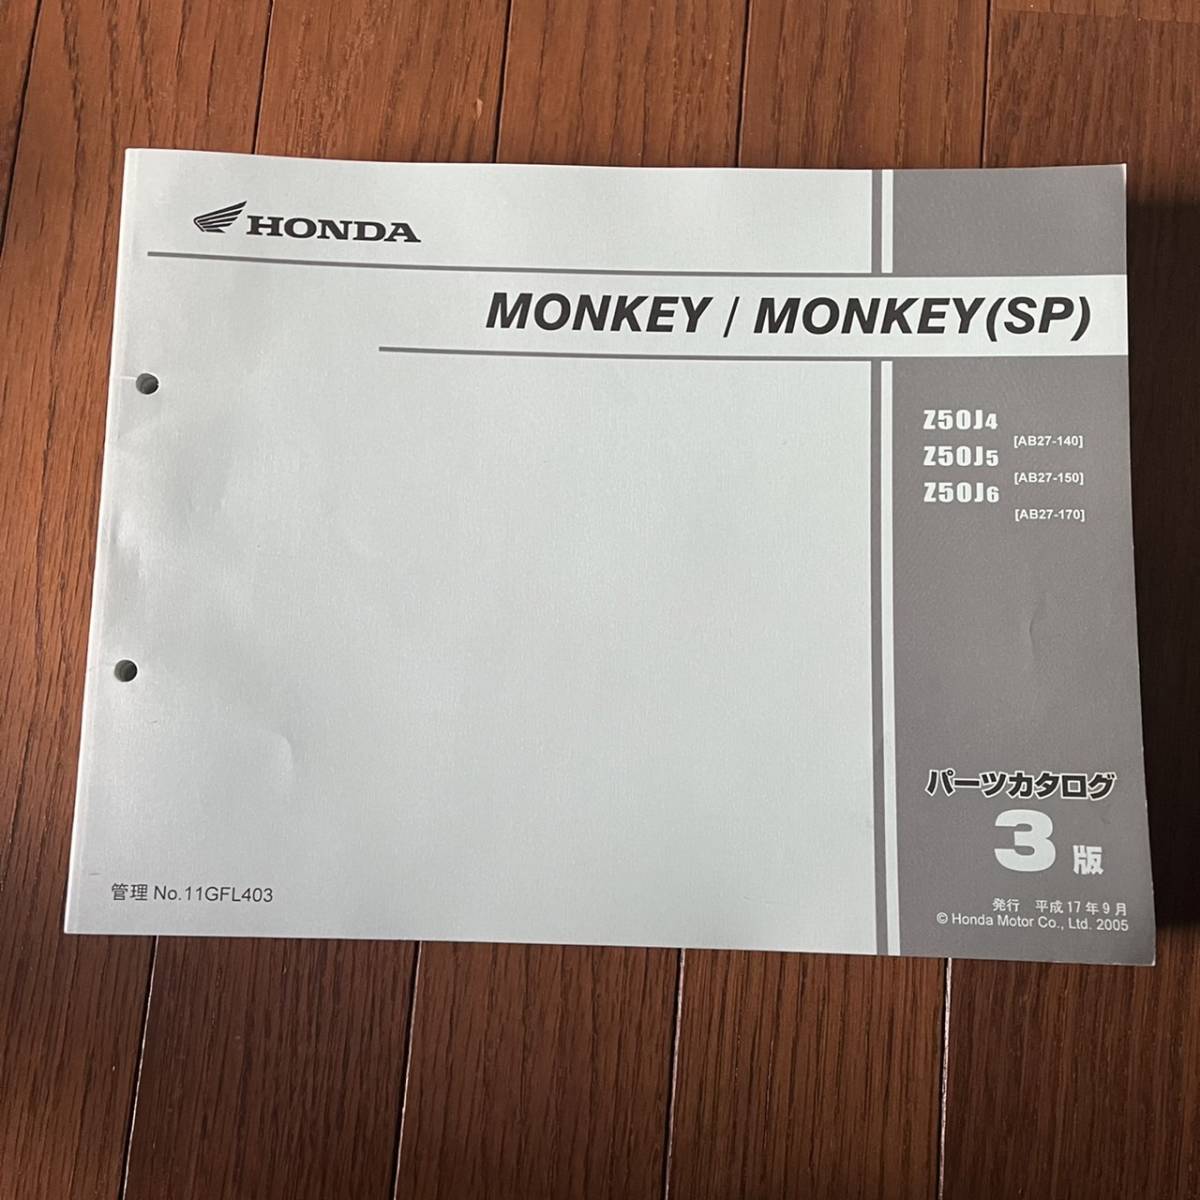 HONDA
MONKEY / MONKEY(SP)
Z50J4
[AB27-140]
Z50J5
[AB27-150]
Z50J6
[AB27-170]
パーツカタログ
3版
管理 No.11GFL403
発行 平成17年9月
© Honda Motor Co., Ltd. 2005